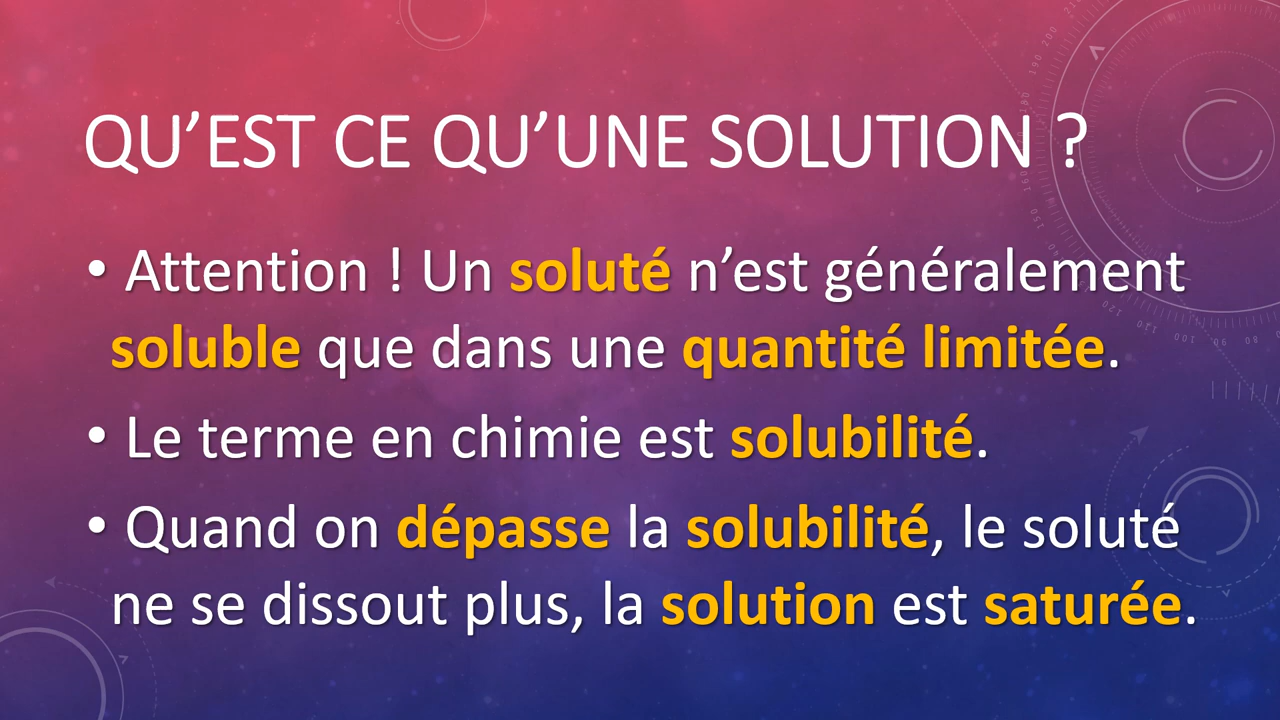 QU’EST CE QU’UNE SOLUTION ?
• Attention ! Un soluté n’est généralement
soluble que dans une quantité limitée.
• Le terme en chimie est solubilité.
• Quand on dépasse la solubilité, le soluté
ne se dissout plus, la solution est saturée.